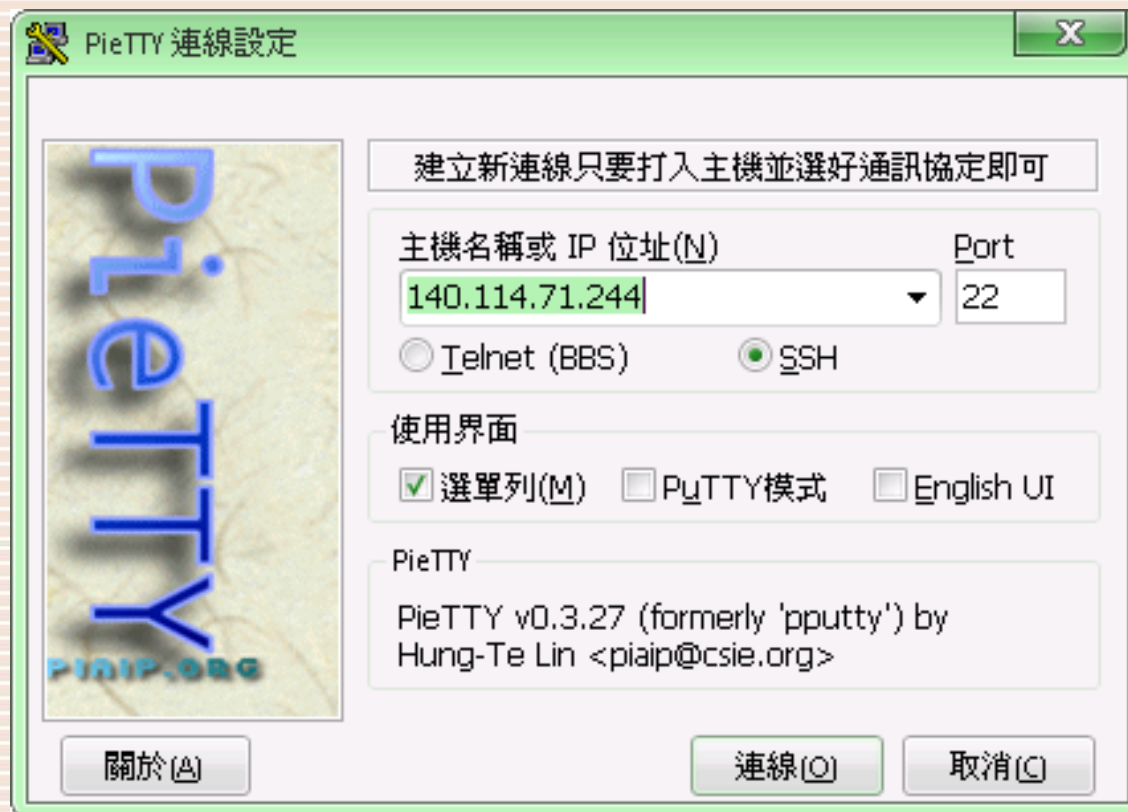 PieTTY 連線設定
PieTTY
PIAIP.ORG
建立新連線只要打入主機並選好通訊協定即可
主機名稱或 IP 位址(N) Port
140.114.71.244 22
Telnet (BBS) SSH
使用界面
選單列(M) PuTTY模式 English UI
PieTTY
PieTTY v0.3.27 (formerly 'pputty') by
Hung-Te Lin <piaip@csie.org>
關於(A) 連線(O) 取消(C)